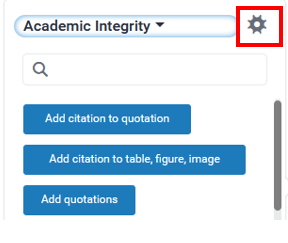 Academic Integrity
Add citation to quotation
Add citation to table, figure, image
Add quotations